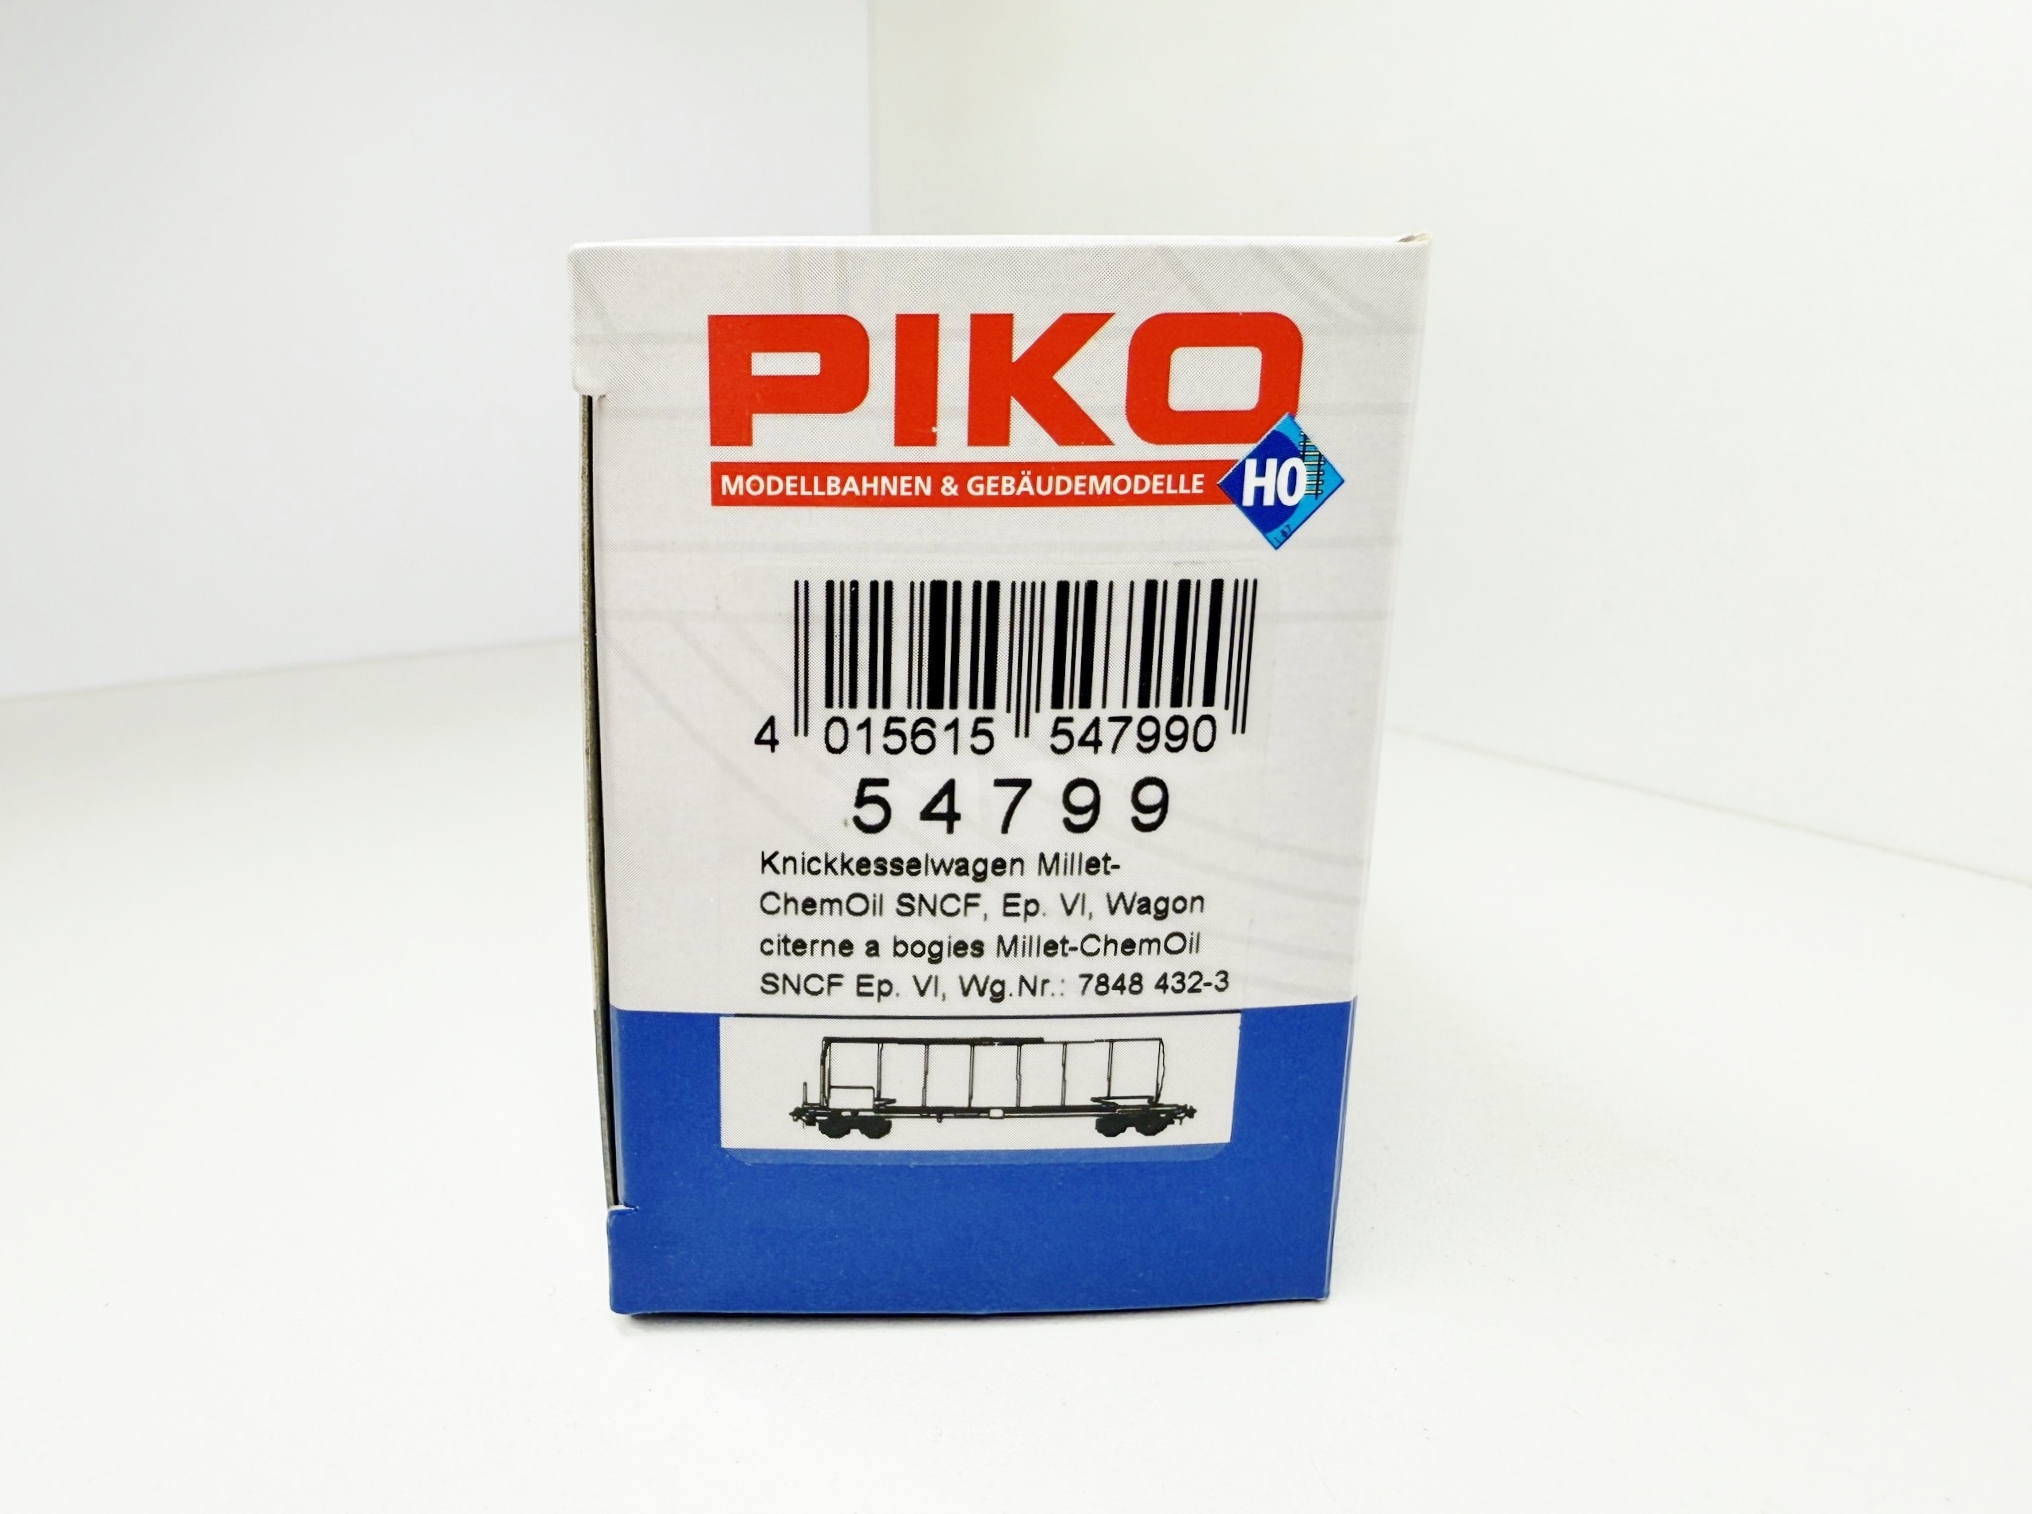 PIKO
MODELLBAHNEN & GEBÄUDEMODELLE
H0
4 015615 547990
54799
Knickkesselwagen Millet-
ChemOil SNCF, Ep. VI, Wagon
citerne a bogies Millet-ChemOil
SNCF Ep. VI, Wg.Nr.: 7848 432-3